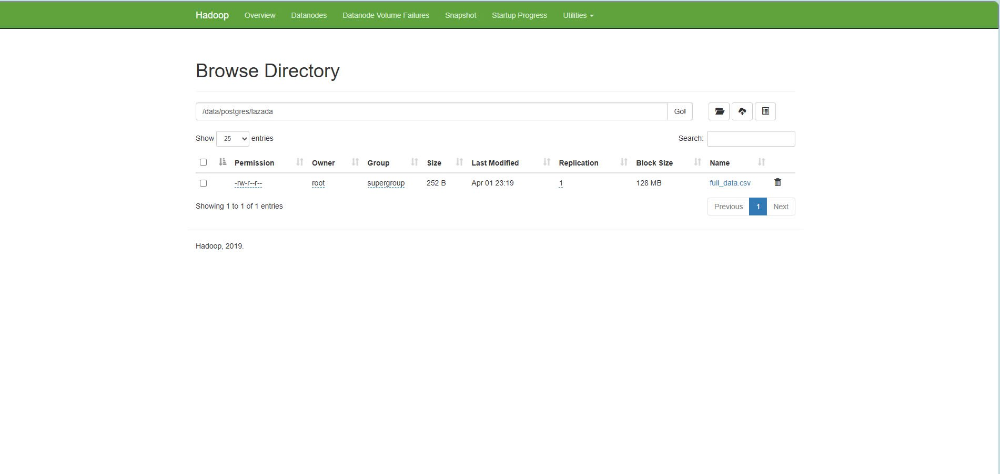 Hadoop Overview Datanodes Datanode Volume Failures Snapshot Startup Progress Utilities
Browse Directory
/data/postgres/lazada Go!
Show 25 entries Search:
Permission Owner Group Size Last Modified Replication Block Size Name
-rw-r--r-- root supergroup 252 B Apr 01 23:19 1 128 MB full_data.csv
Showing 1 to 1 of 1 entries Previous 1 Next
Hadoop, 2019.